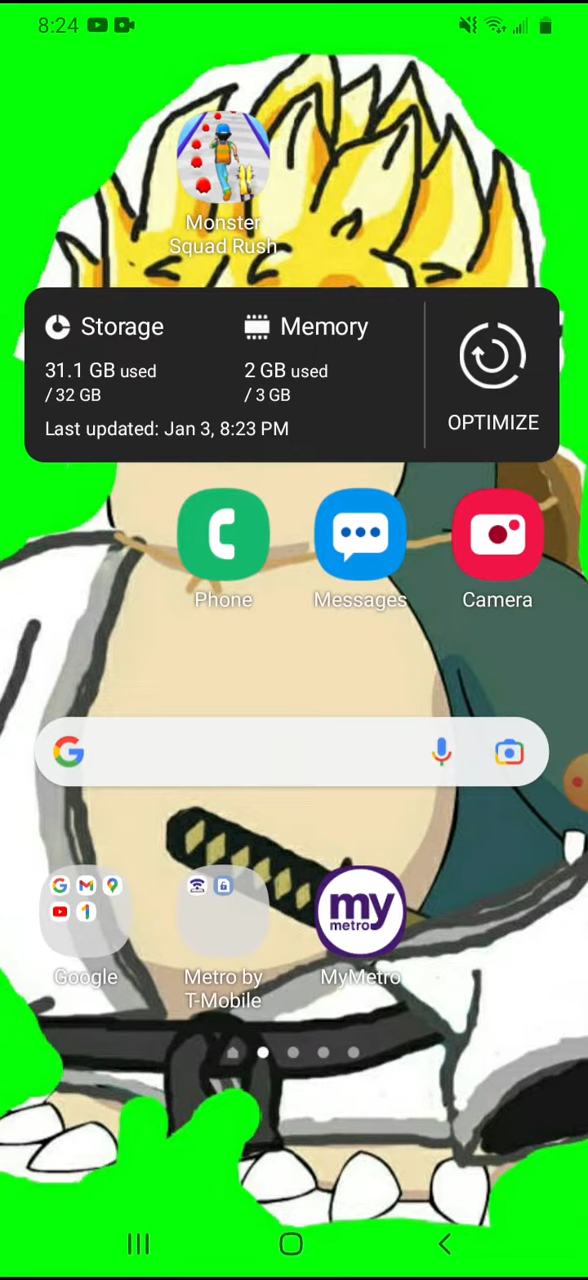 8:24
Monster
Squad Rush
Storage
Memory
31.1 GB used
/ 32 GB
2 GB used
/ 3 GB
OPTIMIZE
Last updated: Jan 3, 8:23 PM
Phone
Messages
Camera
my
metro
Google
Metro by
T-Mobile
MyMetro